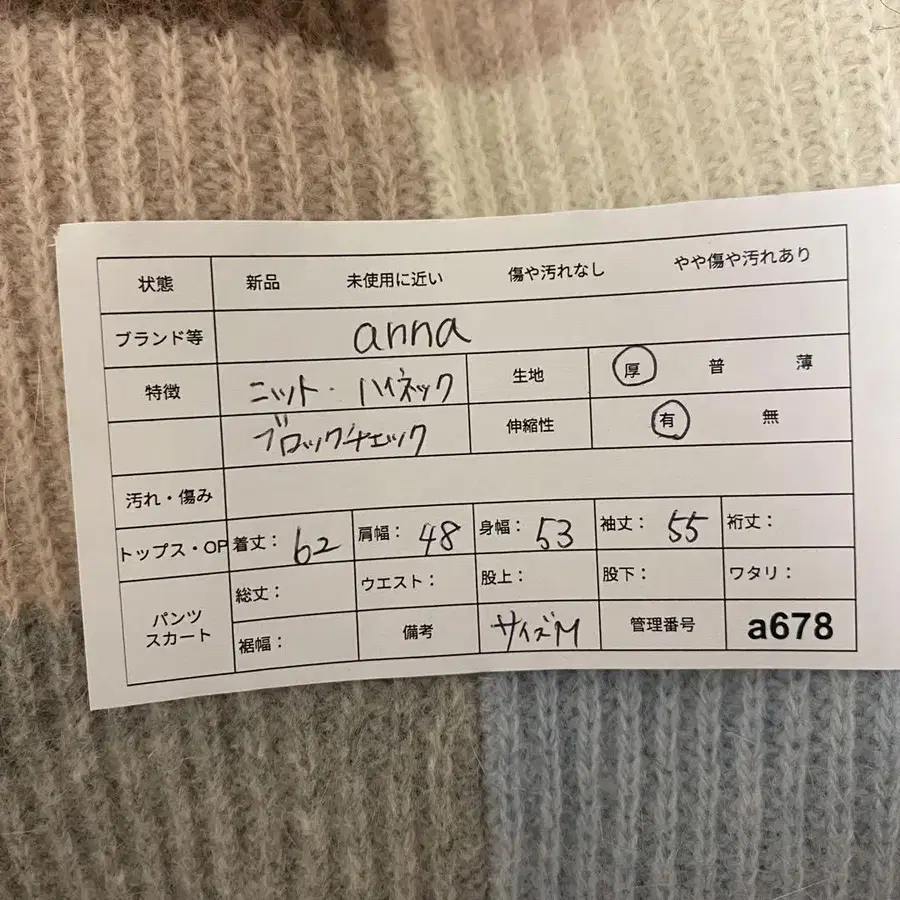 状態 新品 未使用に近い 傷や汚れなし やや傷や汚れあり
ブランド等 anna
特徴 ニット・ハイネック 生地 厚 普 薄
ブロックチェック 伸縮性 有 無
汚れ・傷み
トップス・OP 着丈： 62 肩幅： 48 身幅： 53 袖丈： 55 裄丈：
パンツ スカート 総丈： ウエスト： 股上： 股下： ワタリ：
裾幅： 備考 サイズM 管理番号 a678